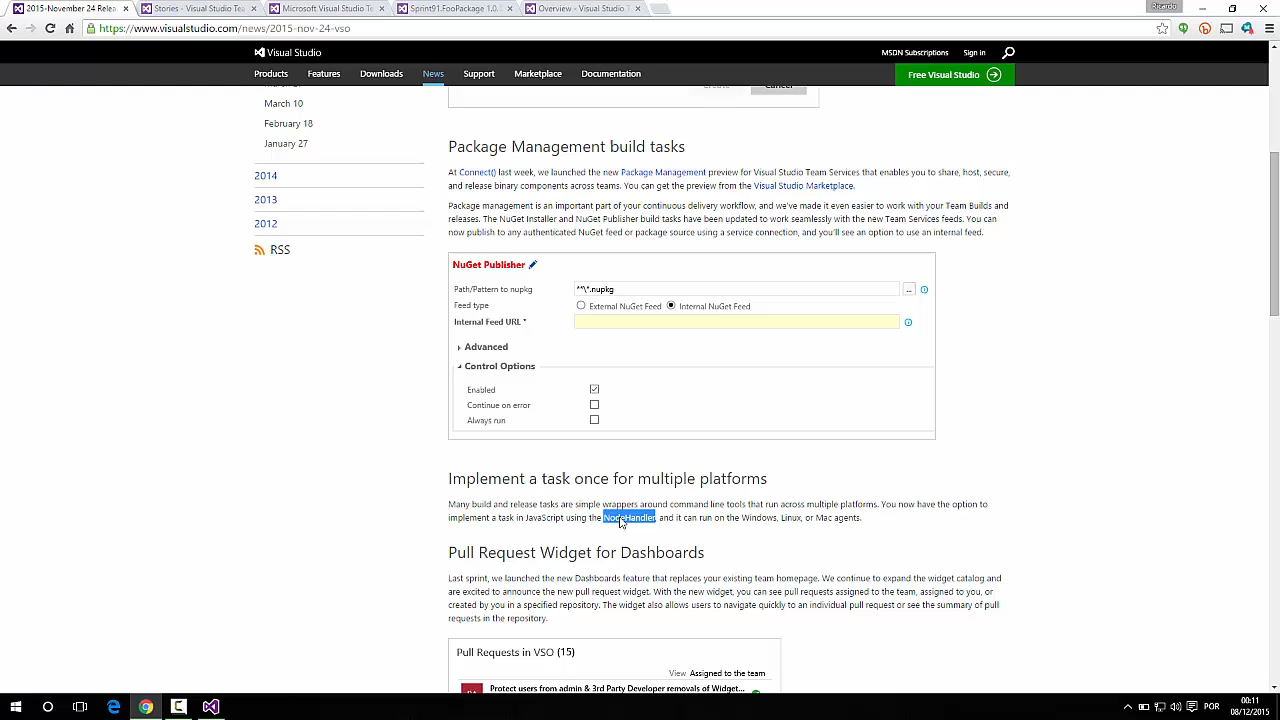 2015-November 24 Relea
Stories - Visual Studio Tea
Microsoft Visual Studio Te
Sprint91.FooPackage 1.0.
Overview - Visual Studio T
Ricardo
https://www.visualstudio.com/news/2015-nov-24-vso
Visual Studio
MSDN Subscriptions
Sign in
Products
Features
Downloads
News
Support
Marketplace
Documentation
Free Visual Studio
Cancel
March 10
February 18
January 27
2014
2013
2012
RSS
Package Management build tasks
At Connect() last week, we launched the new Package Management preview for Visual Studio Team Services that enables you to share, host, secure,
and release binary components across teams. You can get the preview from the Visual Studio Marketplace.
Package management is an important part of your continuous delivery workflow, and we've made it even easier to work with your Team Builds and
releases. The NuGet Installer and NuGet Publisher build tasks have been updated to work seamlessly with the new Team Services feeds. You can
now publish to any authenticated NuGet feed or package source using a service connection, and you'll see an option to use an internal feed.
NuGet Publisher
Path/Pattern to nupkg
**\*.nupkg
...
Feed type
External NuGet Feed
Internal NuGet Feed
Internal Feed URL *
Advanced
Control Options
Enabled
Continue on error
Always run
Implement a task once for multiple platforms
Many build and release tasks are simple wrappers around command line tools that run across multiple platforms. You now have the option to
implement a task in JavaScript using the NodeHandler, and it can run on the Windows, Linux, or Mac agents.
Pull Request Widget for Dashboards
Last sprint, we launched the new Dashboards feature that replaces your existing team homepage. We continue to expand the widget catalog and
are excited to announce the new pull request widget. With the new widget, you can see pull requests assigned to the team, assigned to you, or
created by you in a specified repository. The widget also allows users to navigate quickly to an individual pull request or see the summary of pull
requests in the repository.
Pull Requests in VSO (15)
View Assigned to the team
Protect users from admin & 3rd Party Developer removals of Widget...
POR
00:11
08/12/2015